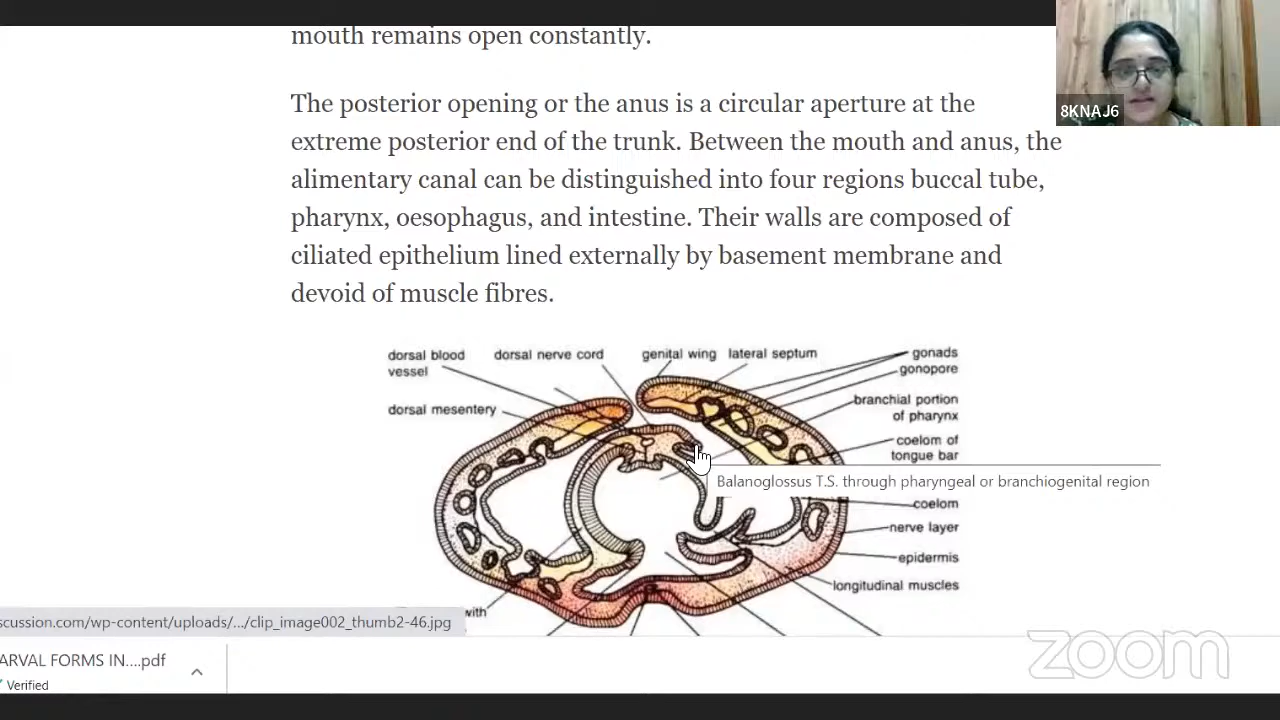 mouth remains open constantly.
8KNAJ6
The posterior opening or the anus is a circular aperture at the
extreme posterior end of the trunk. Between the mouth and anus, the
alimentary canal can be distinguished into four regions buccal tube,
pharynx, oesophagus, and intestine. Their walls are composed of
ciliated epithelium lined externally by basement membrane and
devoid of muscle fibres.
dorsal blood
vessel
dorsal nerve cord
genital wing
lateral septum
gonads
gonopore
dorsal mesentery
branchial portion
of pharynx
coelom of
tongue bar
Balanoglossus T.S. through pharyngeal or branchiogenital region
coelom
nerve layer
epidermis
longitudinal muscles
with
scussion.com/wp-content/uploads/.../clip_image002_thumb2-46.jpg
ARVAL FORMS IN....pdf
Verified
zoom